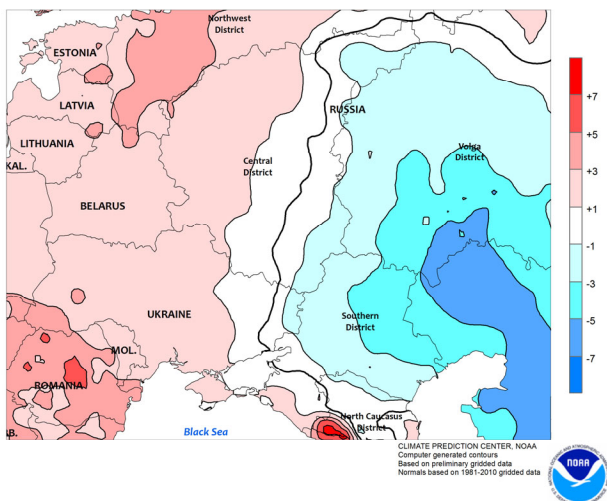 Northwest
District
ESTONIA
LATVIA
RUSSIA
LITHUANIA
Volga
District
Central
District
KAL.
BELARUS
UKRAINE
Southern
District
MOL.
ROMANIA
North Caucasus
District
Black Sea
+7
+5
+3
+1
-1
-3
-5
-7
CLIMATE PREDICTION CENTER, NOAA
Computer generated contours
Based on preliminary gridded data
Normals based on 1981-2010 gridded data
NOAA